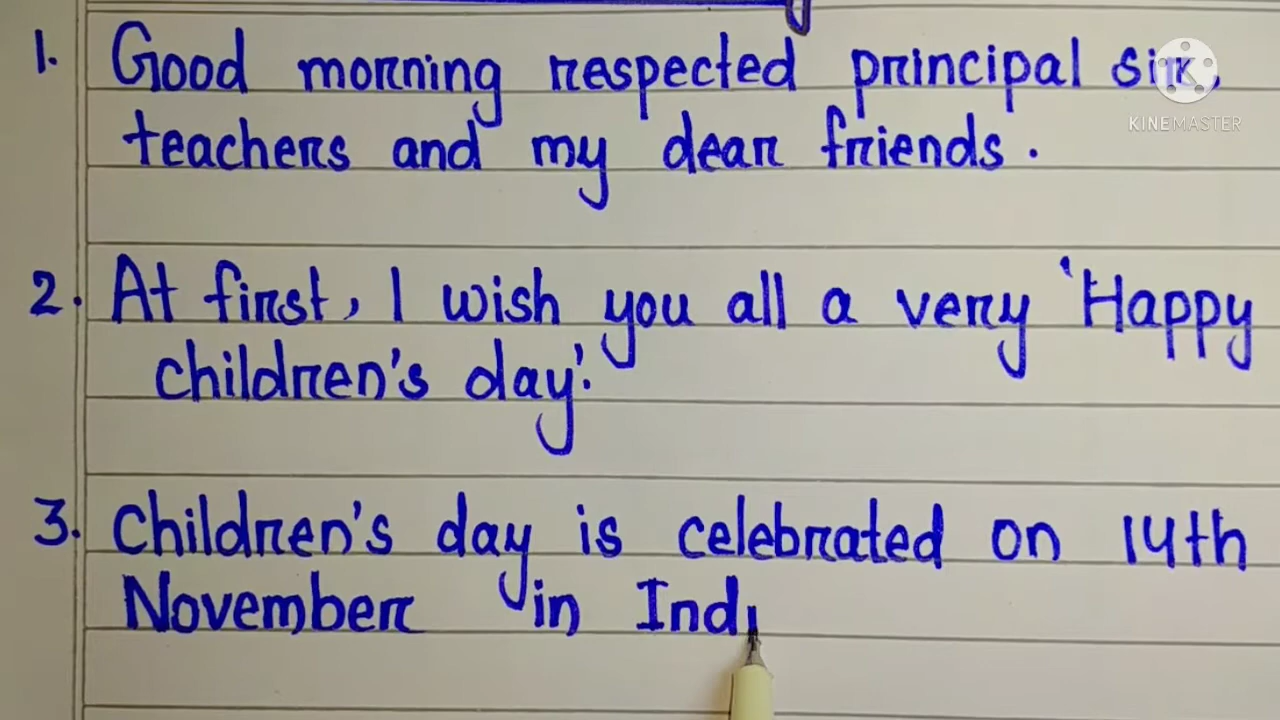 1. Good morning respected principal sir,
teachers and my dear friends.
2. At first, I wish you all a very 'Happy
children's day'.
3. Children's day is celebrated on 14th
November in Indi
KINEMASTER